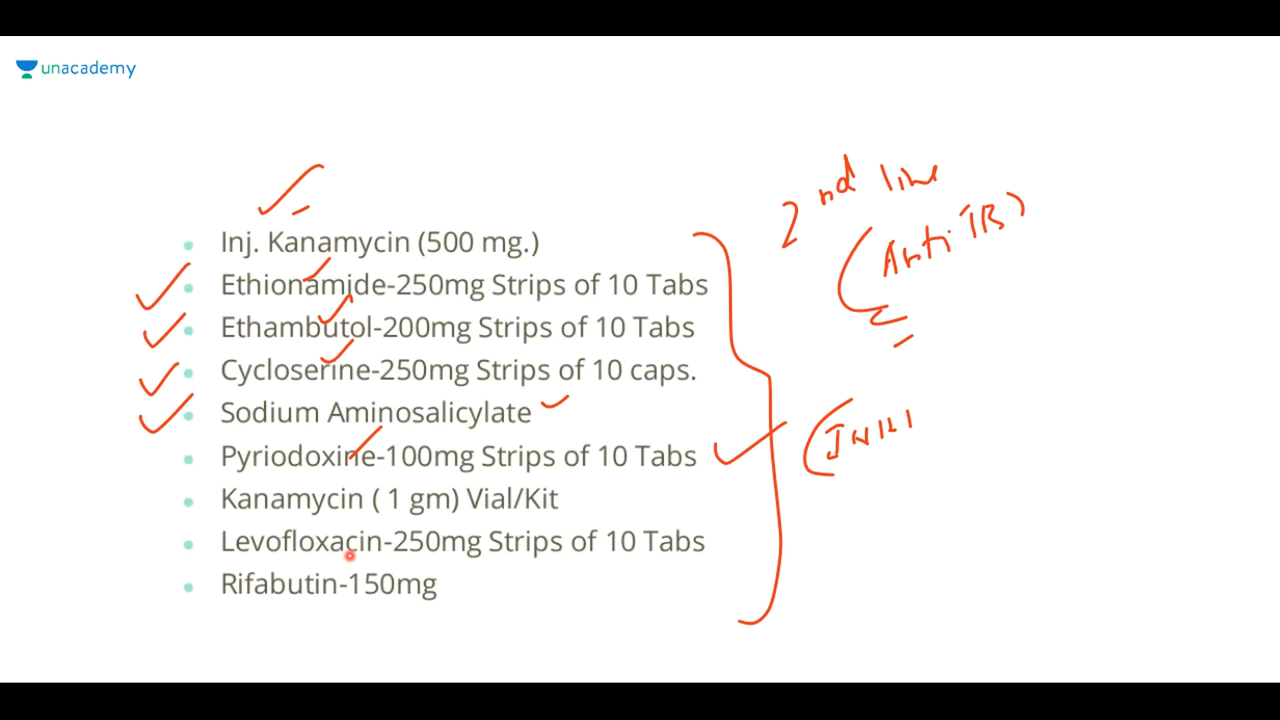 unacademy
2nd line
(Anti TB)
Inj. Kanamycin (500 mg.)
Ethionamide-250mg Strips of 10 Tabs
Ethambutol-200mg Strips of 10 Tabs
Cycloserine-250mg Strips of 10 caps.
Sodium Aminosalicylate
Pyriodoxine-100mg Strips of 10 Tabs
Kanamycin ( 1 gm) Vial/Kit
Levofloxacin-250mg Strips of 10 Tabs
Rifabutin-150mg